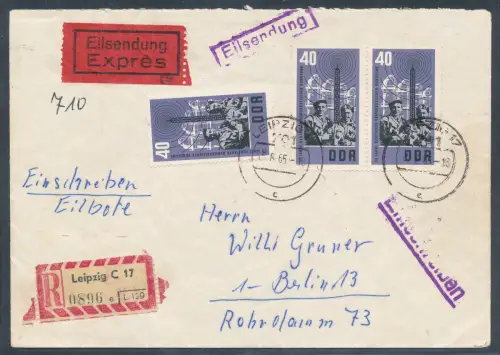 Eilsendung
Exprès
Eilsendung
710
40
DDR
40
DDR
40
DDR
LEIPZIG
Einschreiben
Eilbote
R
Leipzig C 17
0896
Herrn
Willi Gruner
1-Berlin 13
Rohrdamm 73